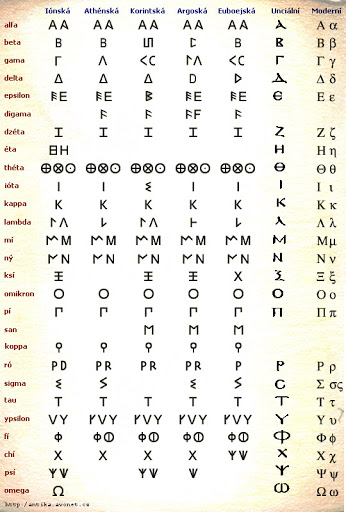 Iónská Athénská Korintská Argoská Euboejská Unciální Moderní
alfa Α Α Α Α Α Α Α Α Α Α Α α
beta Β Β Β Β Β β
gama Γ Λ <C Λ <C Γ Γ γ
delta Δ Δ Δ D Δ δ
epsilon E E B E E Є Ε ε
digama F F F F F
dzéta I I I I I Z Ζ ζ
éta Β Η Η Η η
théta ⊕⊗⊙ ⊕⊗⊙ ⊕⊗⊙ ⊕⊗⊙ ⊕⊗⊙ Θ Θ θ
ióta Ι Ι Ι Ι Ι Ι ι
kappa Κ Κ Κ Κ Κ Κ Κ κ
lambda Λ Λ Λ λ
mí Μ Μ Μ Μ Μ Μ Μ μ
ný Ν Ν Ν Ν Ν Ν Ν ν
ksí Χ Ξ ξ
omikron Ο Ο Ο Ο Ο Ο Ο ο
pí Γ Γ Γ Γ Γ Π Π π
san Μ Μ Μ
koppa Ϙ Ϙ Ϙ Ϙ
ró P D P R P R P R P P Ρ ρ
sigma Σ C Σ σς
tau Τ Τ Τ Τ Τ Τ Τ τ
ypsilon V Y V Y V Y V Y V Y Υ Υ υ
fí Φ Φ Φ Φ Φ Φ Φ φ
chí Χ Χ Χ Χ Ψ Χ Χ χ
psí Ψ Ψ Ψ Ψ Ψ ψ
omega Ω Ω ω
http://antika.avonet.cz